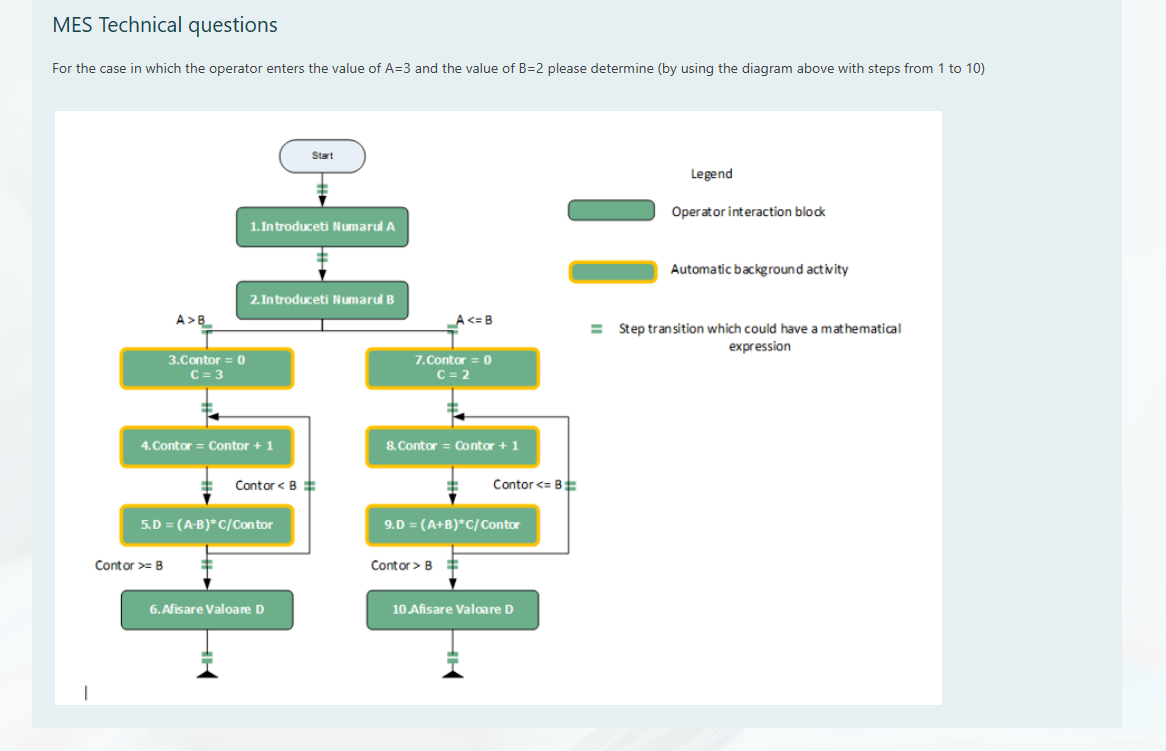 MES Technical questions
For the case in which the operator enters the value of A=3 and the value of B=2 please determine (by using the diagram above with steps from 1 to 10)
Start
Legend
Operator interaction block
1.Introduceti Numarul A
Automatic background activity
2.Introduceti Numarul B
A > B
A <= B
Step transition which could have a mathematical
expression
3.Contor = 0
C = 3
7.Contor = 0
C = 2
4.Contor = Contor + 1
8.Contor = Contor + 1
Contor < B
Contor <= B
5.D = (A-B)*C/Contor
9.D = (A+B)*C/Contor
Contor >= B
Contor > B
6.Afisare Valoare D
10.Afisare Valoare D